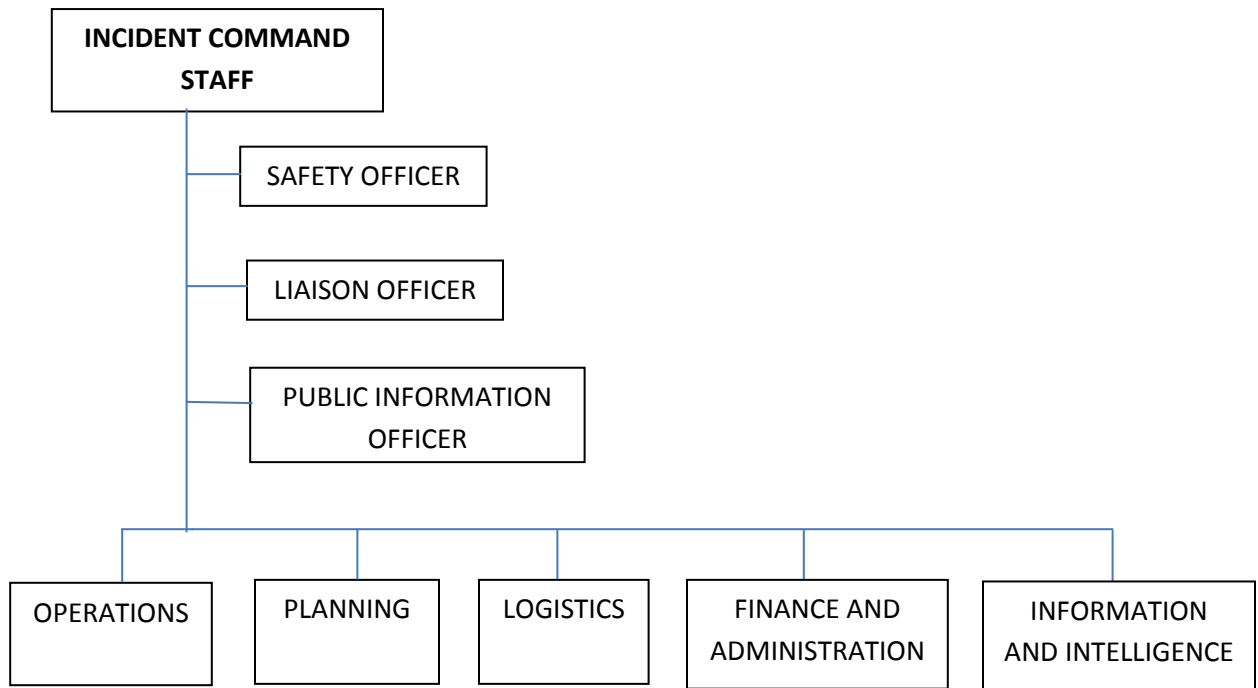 INCIDENT COMMAND
STAFF
SAFETY OFFICER
LIAISON OFFICER
PUBLIC INFORMATION
OFFICER
OPERATIONS
PLANNING
LOGISTICS
FINANCE AND
ADMINISTRATION
INFORMATION
AND INTELLIGENCE